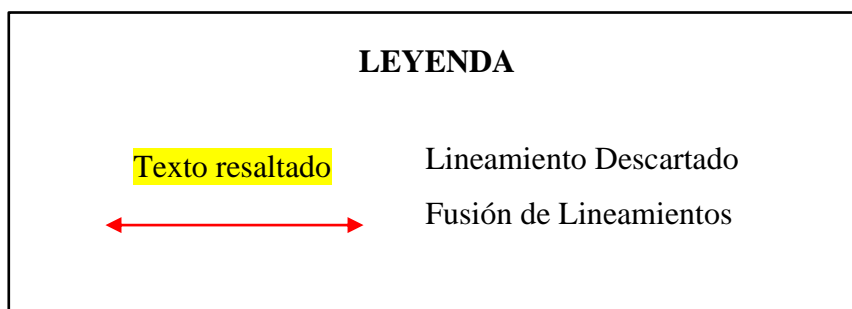 LEYENDA
Texto resaltado
Lineamiento Descartado
Fusión de Lineamientos